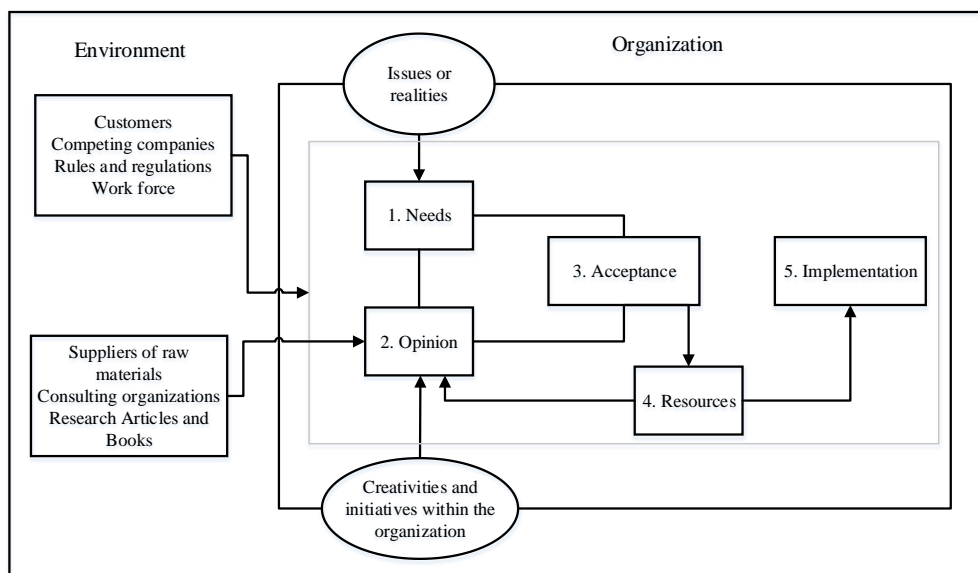 Environment
Organization
Issues or
realities
Customers
Competing companies
Rules and regulations
Work force
1. Needs
3. Acceptance
5. Implementation
2. Opinion
Suppliers of raw
materials
Consulting organizations
Research Articles and
Books
4. Resources
Creativities and
initiatives within the
organization